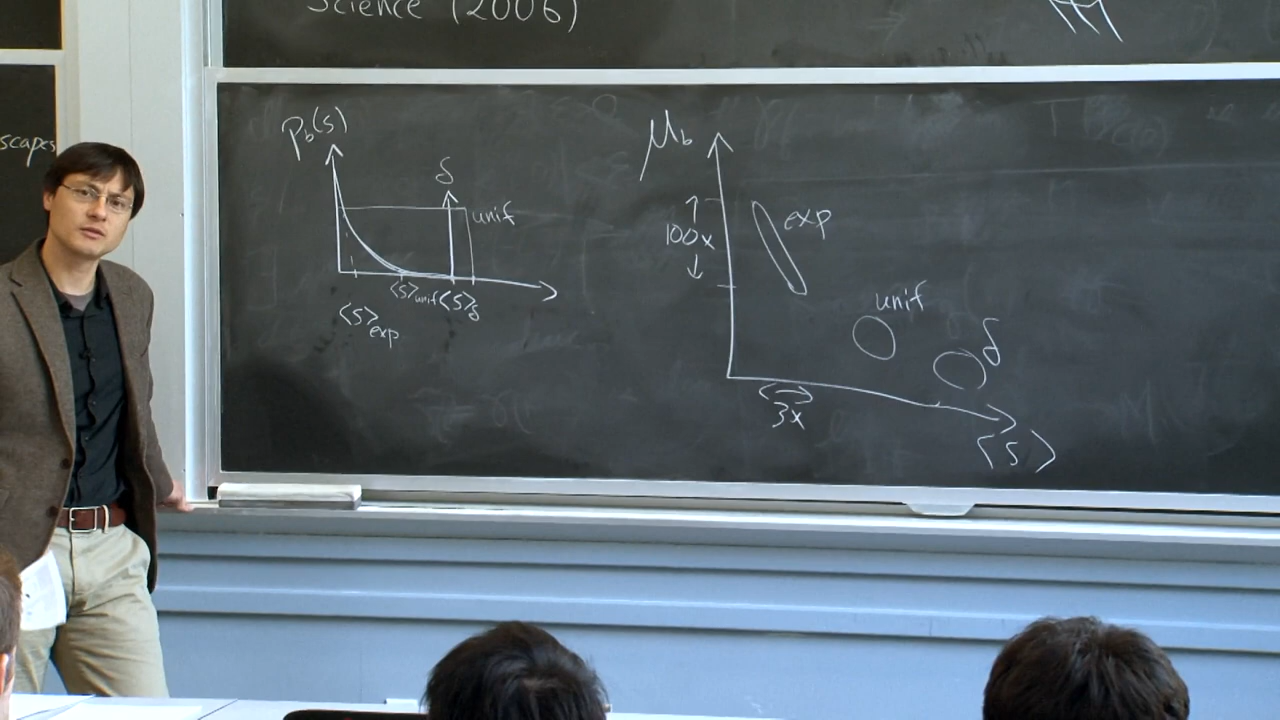 Science (2006)
scapes
p_b(s)
δ
unif
⟨s⟩_unif ⟨s⟩_δ
⟨s⟩_exp
μ_b
100x
exp
unif
δ
3x
⟨s⟩